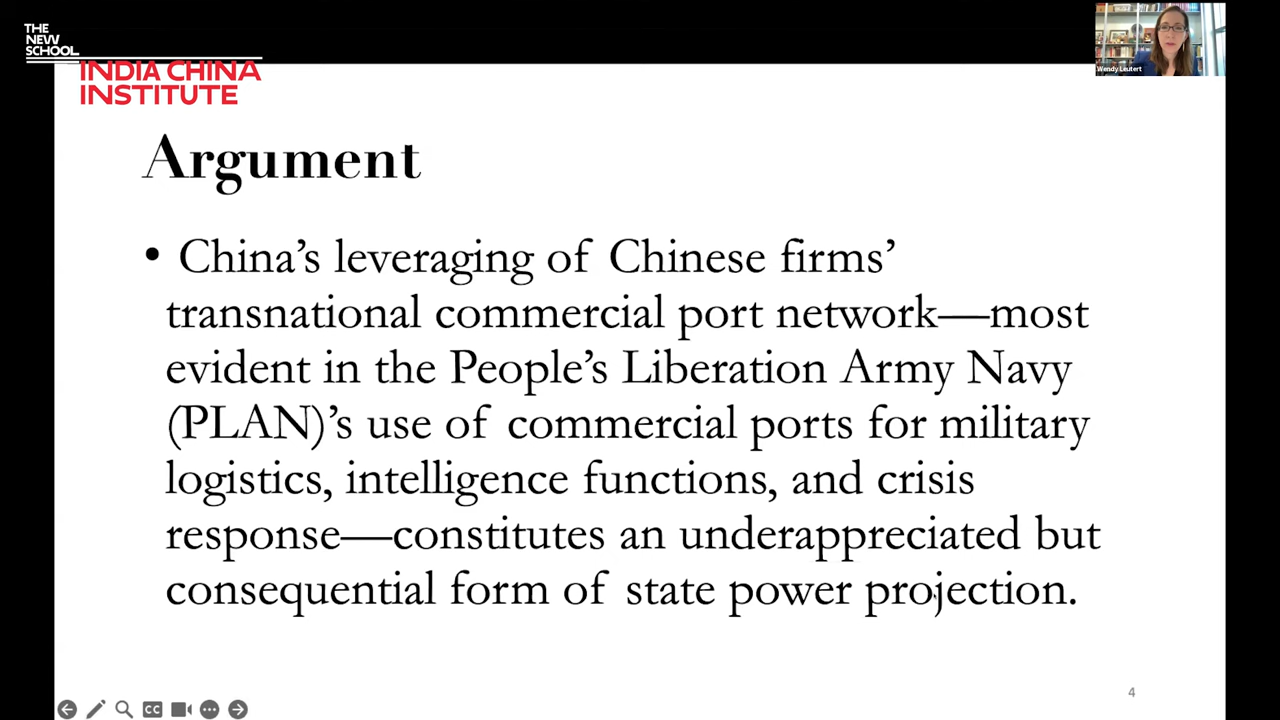 THE
NEW
SCHOOL
INDIA CHINA
INSTITUTE
Wendy Leutert
Argument
• China’s leveraging of Chinese firms’
transnational commercial port network—most
evident in the People’s Liberation Army Navy
(PLAN)’s use of commercial ports for military
logistics, intelligence functions, and crisis
response—constitutes an underappreciated but
consequential form of state power projection.
4
CC